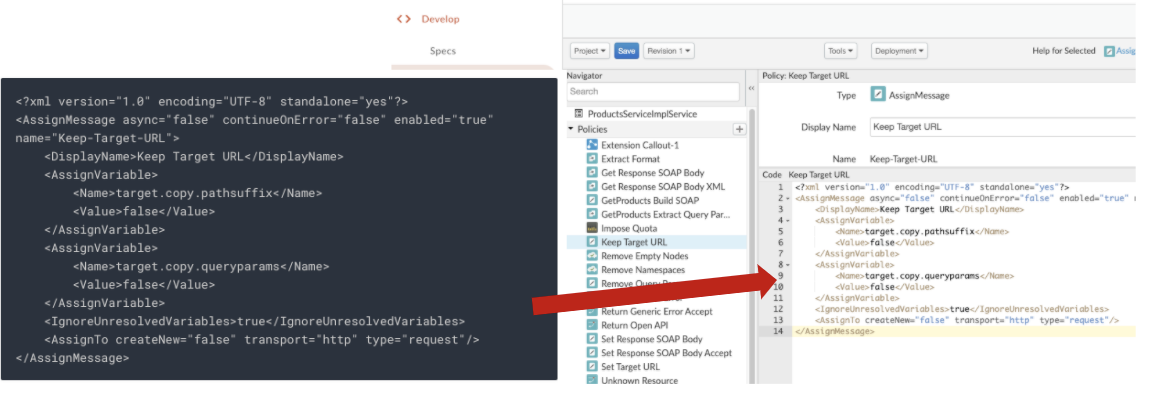 <> Develop
Specs
<?xml version="1.0" encoding="UTF-8" standalone="yes"?>
<AssignMessage async="false" continueOnError="false" enabled="true"
name="Keep-Target-URL">
<DisplayName>Keep Target URL</DisplayName>
<AssignVariable>
<Name>target.copy.pathsuffix</Name>
<Value>false</Value>
</AssignVariable>
<AssignVariable>
<Name>target.copy.queryparams</Name>
<Value>false</Value>
</AssignVariable>
<IgnoreUnresolvedVariables>true</IgnoreUnresolvedVariables>
<AssignTo createNew="false" transport="http" type="request"/>
</AssignMessage>
Project Save Revision 1 Tools Deployment Help for Selected Assig
Navigator
Search
ProductsServiceImplService
Policies +
Extension Callout-1
Extract Format
Get Response SOAP Body
Get Response SOAP Body XML
GetProducts Build SOAP
GetProducts Extract Query Par...
Impose Quota
Keep Target URL
Remove Empty Nodes
Remove Namespaces
Remove Query
Return Generic Error Accept
Return Open API
Set Response SOAP Body
Set Response SOAP Body Accept
Set Target URL
Unknown Resource
Policy: Keep Target URL
Type AssignMessage
Display Name Keep Target URL
Name Keep-Target-URL
Code Keep Target URL
1 <?xml version="1.0" encoding="UTF-8" standalone="yes"?>
2 <AssignMessage async="false" continueOnError="false" enabled="true"
3 <DisplayName>Keep Target URL</DisplayName>
4 <AssignVariable>
5 <Name>target.copy.pathsuffix</Name>
6 <Value>false</Value>
7 </AssignVariable>
8 <AssignVariable>
9 <Name>target.copy.queryparams</Name>
10 <Value>false</Value>
11 </AssignVariable>
12 <IgnoreUnresolvedVariables>true</IgnoreUnresolvedVariables>
13 <AssignTo createNew="false" transport="http" type="request"/>
14 </AssignMessage>